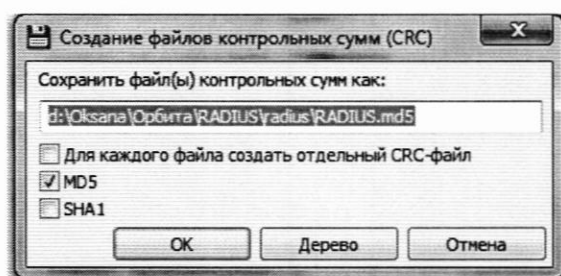 Создание файлов контрольных сумм (CRC)
Сохранить файл(ы) контрольных сумм как:
d:\Oksana\Орбита\RADIUS\radius\RADIUS.md5
Для каждого файла создать отдельный CRC-файл
MD5
SHA1
ОК Дерево Отмена